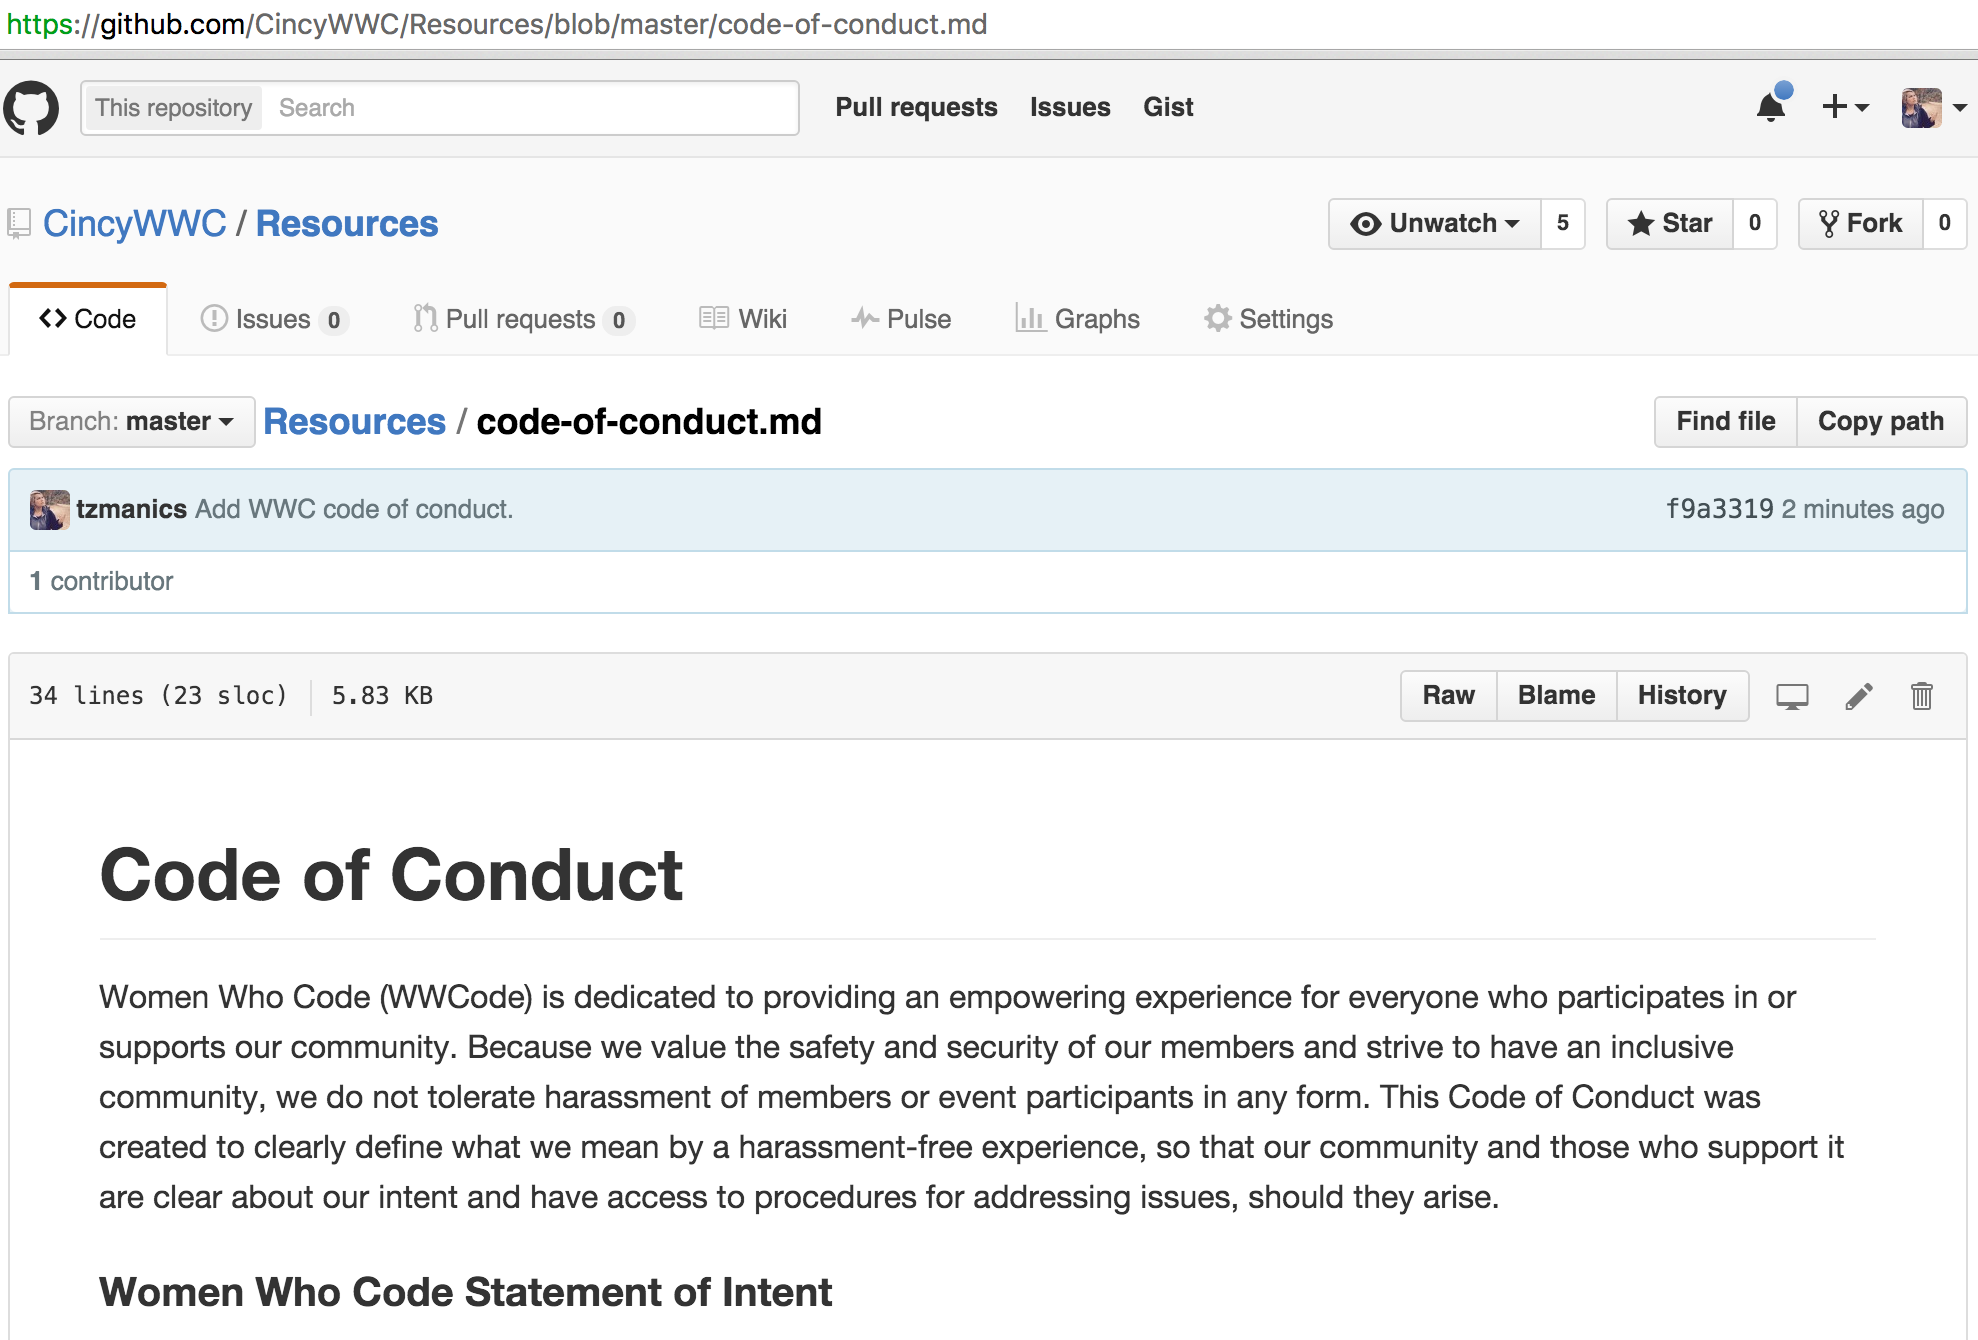 https://github.com/CincyWWC/Resources/blob/master/code-of-conduct.md
This repository Search Pull requests Issues Gist
CincyWWC / Resources Unwatch 5 Star 0 Fork 0
Code Issues 0 Pull requests 0 Wiki Pulse Graphs Settings
Branch: master Resources / code-of-conduct.md Find file Copy path
tzmanics Add WWC code of conduct. f9a3319 2 minutes ago
1 contributor
34 lines (23 sloc) 5.83 KB Raw Blame History
Code of Conduct
Women Who Code (WWCode) is dedicated to providing an empowering experience for everyone who participates in or
supports our community. Because we value the safety and security of our members and strive to have an inclusive
community, we do not tolerate harassment of members or event participants in any form. This Code of Conduct was
created to clearly define what we mean by a harassment-free experience, so that our community and those who support it
are clear about our intent and have access to procedures for addressing issues, should they arise.
Women Who Code Statement of Intent